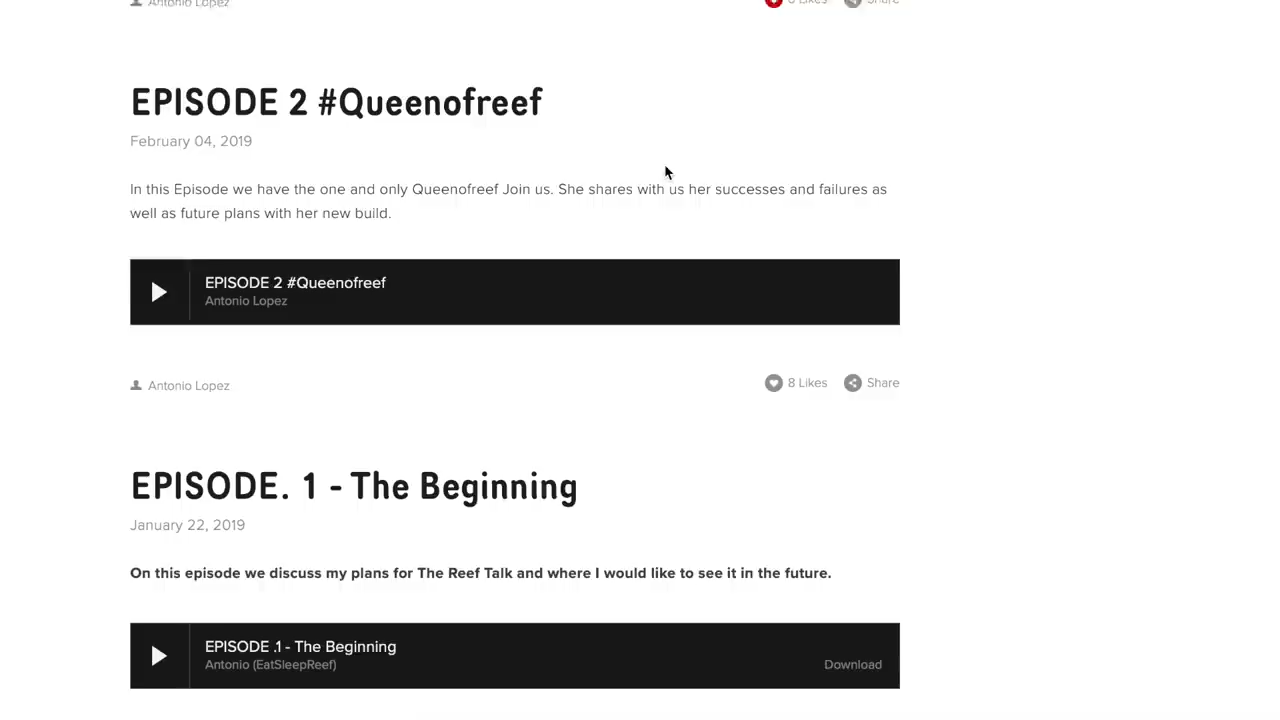 Antonio Lopez
Likes Share
EPISODE 2 #Queenofreef
February 04, 2019
In this Episode we have the one and only Queenofreef Join us. She shares with us her successes and failures as
well as future plans with her new build.
EPISODE 2 #Queenofreef
Antonio Lopez
Antonio Lopez
8 Likes Share
EPISODE. 1 - The Beginning
January 22, 2019
On this episode we discuss my plans for The Reef Talk and where I would like to see it in the future.
EPISODE .1 - The Beginning
Antonio (EatSleepReef)
Download